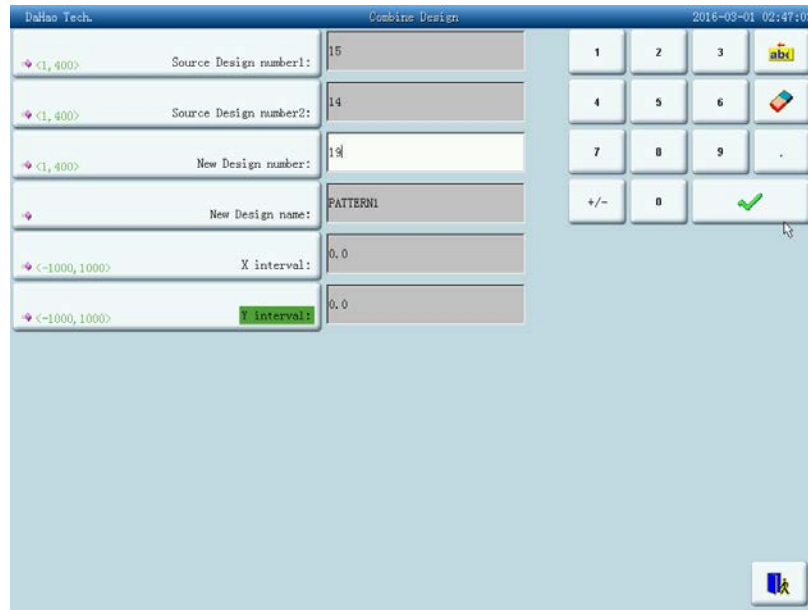 DaHao Tech. Combine Design 2016-03-01 02:47:0
<1, 400> Source Design number1: 15
<1, 400> Source Design number2: 14
<1, 400> New Design number: 19
New Design name: PATTERN1
<-1000, 1000> X interval: 0.0
<-1000, 1000> Y interval: 0.0
1 2 3 abc
4 5 6
7 8 9 .
+/- 0